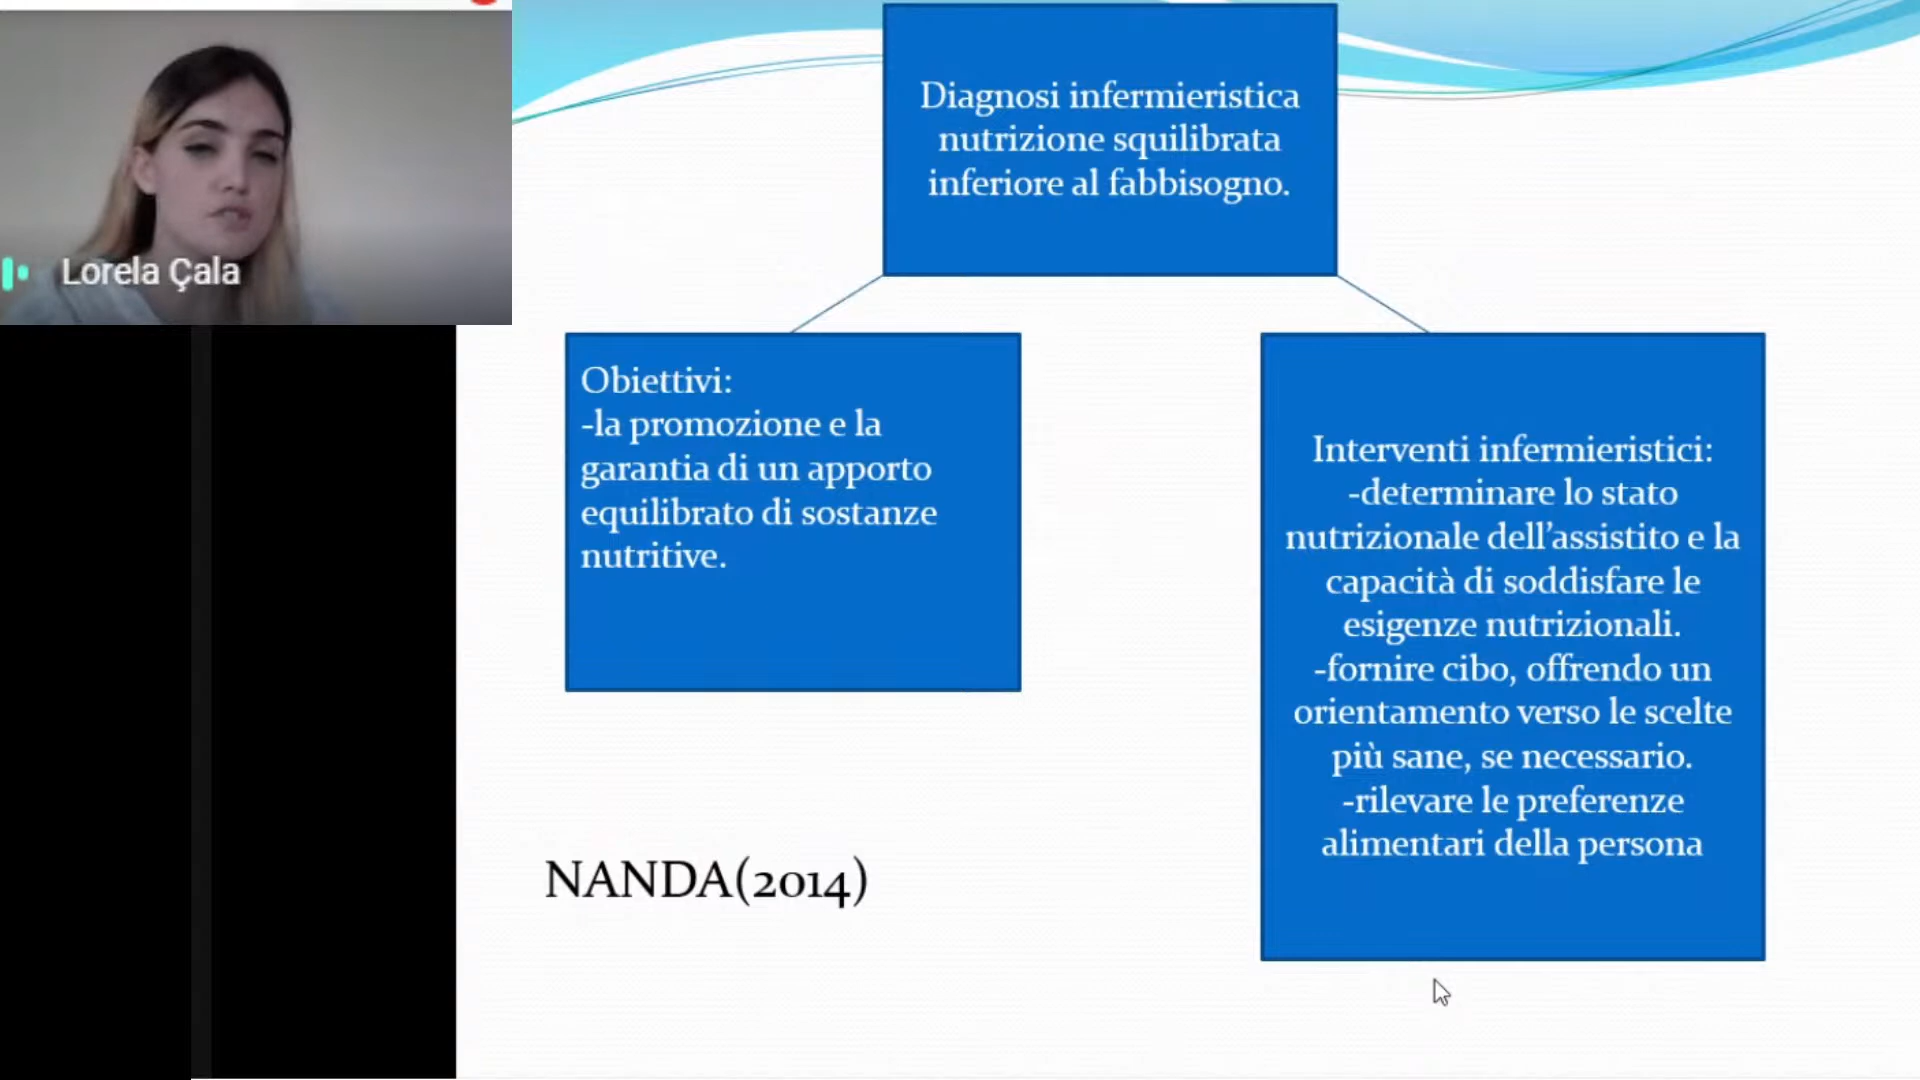 Lorela Çala
Diagnosi infermieristica
nutrizione squilibrata
inferiore al fabbisogno.
Obiettivi:
-la promozione e la
garantia di un apporto
equilibrato di sostanze
nutritive.
Interventi infermieristici:
-determinare lo stato
nutrizionale dell’assistito e la
capacità di soddisfare le
esigenze nutrizionali.
-fornire cibo, offrendo un
orientamento verso le scelte
più sane, se necessario.
-rilevare le preferenze
alimentari della persona
NANDA(2014)